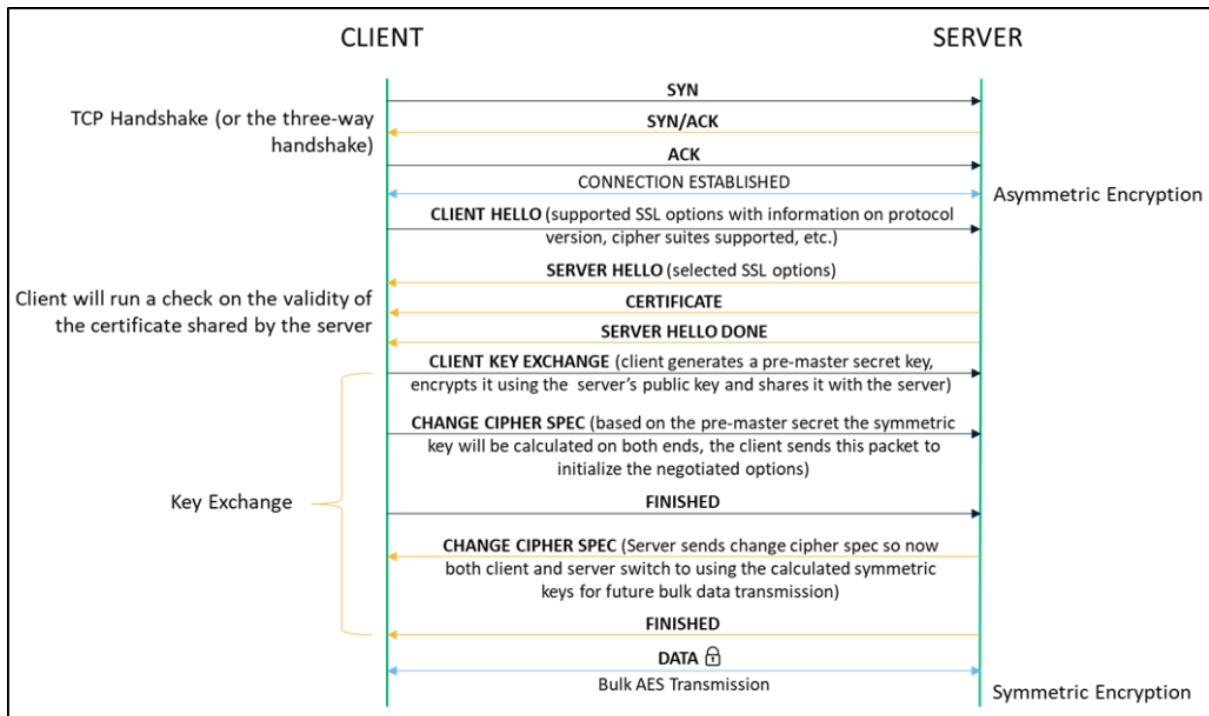 CLIENT
SERVER
SYN
TCP Handshake (or the three-way
handshake)
SYN/ACK
ACK
CONNECTION ESTABLISHED
Asymmetric Encryption
CLIENT HELLO (supported SSL options with information on protocol
version, cipher suites supported, etc.)
SERVER HELLO (selected SSL options)
Client will run a check on the validity of
the certificate shared by the server
CERTIFICATE
SERVER HELLO DONE
CLIENT KEY EXCHANGE (client generates a pre-master secret key,
encrypts it using the server's public key and shares it with the server)
CHANGE CIPHER SPEC (based on the pre-master secret the symmetric
key will be calculated on both ends, the client sends this packet to
initialize the negotiated options)
Key Exchange
FINISHED
CHANGE CIPHER SPEC (Server sends change cipher spec so now
both client and server switch to using the calculated symmetric
keys for future bulk data transmission)
FINISHED
DATA
Bulk AES Transmission
Symmetric Encryption